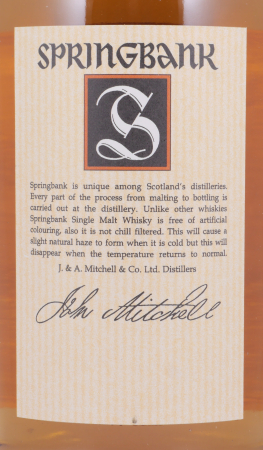 SPRINGBANK
S
Springbank is unique among Scotland's distilleries.
Every part of the process from malting to bottling is
carried out at the distillery. Unlike other whiskies
Springbank Single Malt Whisky is free of artificial
colouring, also it is not chill filtered. This will cause a
slight natural haze to form when it is cold but this will
disappear when the temperature returns to normal.
J. & A. Mitchell & Co. Ltd. Distillers
John Mitchell